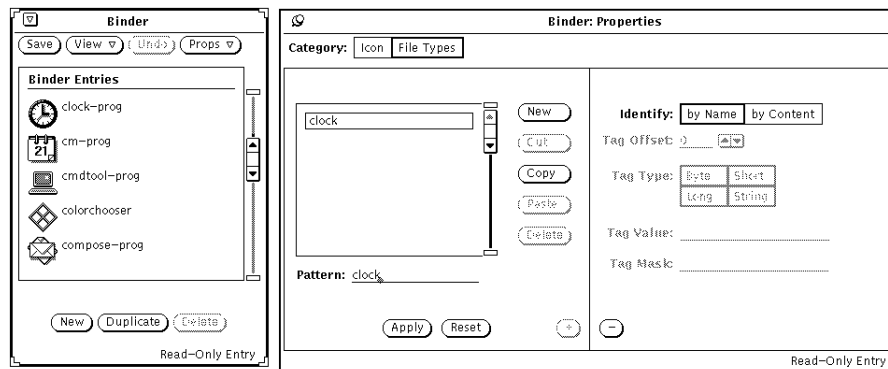 Binder
Save View Undo Props
Binder Entries
clock-prog
21
cm-prog
cmdtool-prog
colorchooser
compose-prog
New Duplicate Delete
Read-Only Entry
Binder: Properties
Category: Icon File Types
clock
New
Cut
Copy
Paste
Delete
Pattern: clock
Apply Reset +
Identify: by Name by Content
Tag Offset: 0
Tag Type: Byte Short
Long String
Tag Value:
Tag Mask:
−
Read-Only Entry